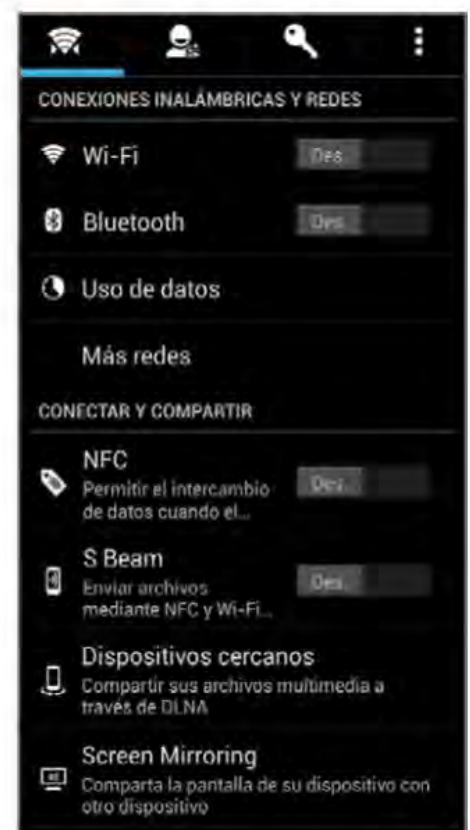 CONEXIONES INALÁMBRICAS Y REDES
Wi-Fi
Des
Bluetooth
Des
Uso de datos
Más redes
CONECTAR Y COMPARTIR
NFC
Permitir el intercambio
de datos cuando el...
Des
S Beam
Enviar archivos
mediante NFC y Wi-Fi...
Des
Dispositivos cercanos
Compartir sus archivos multimedia a
través de DLNA
Screen Mirroring
Comparta la pantalla de su dispositivo con
otro dispositivo